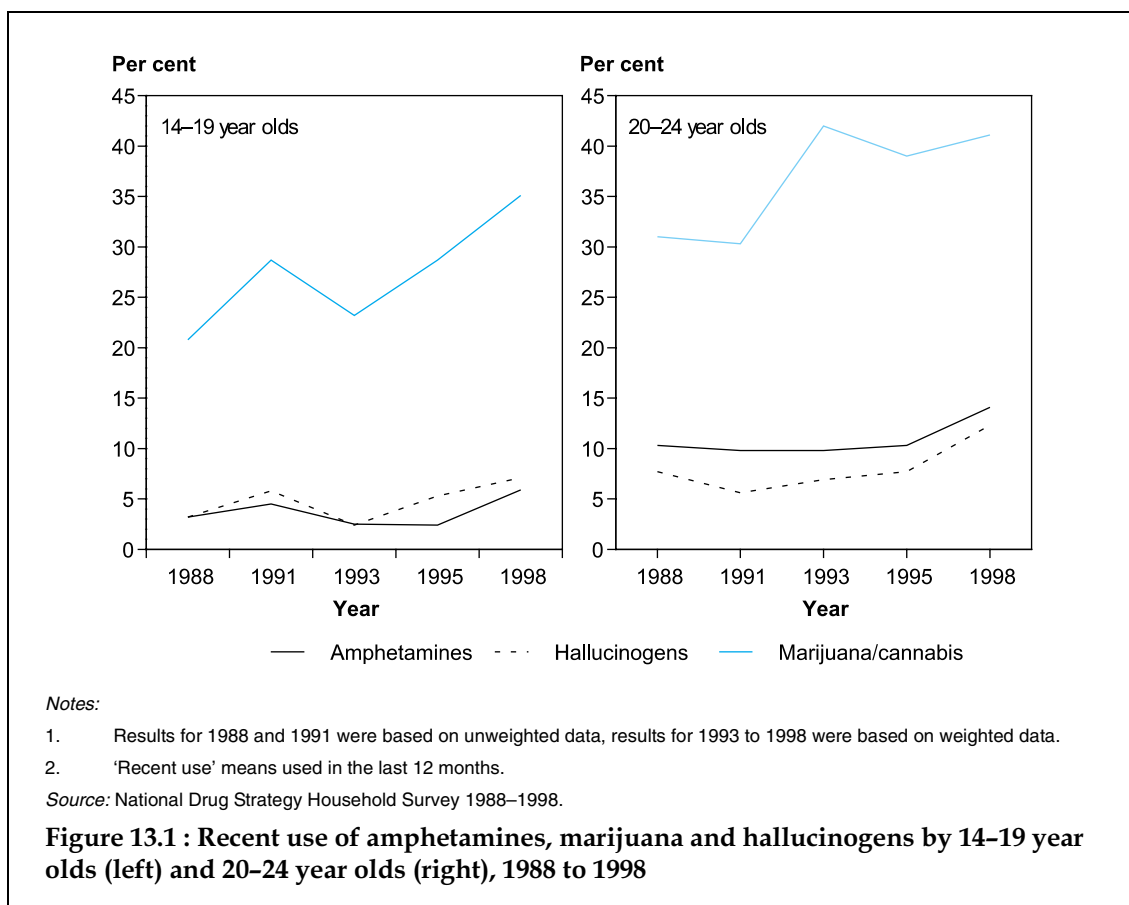 Per cent
45
40
35
30
25
20
15
10
5
0
14–19 year olds
1988 1991 1993 1995 1998
Year
Per cent
45
40
35
30
25
20
15
10
5
0
20–24 year olds
1988 1991 1993 1995 1998
Year
Amphetamines Hallucinogens Marijuana/cannabis
Notes:
1. Results for 1988 and 1991 were based on unweighted data, results for 1993 to 1998 were based on weighted data.
2. ‘Recent use’ means used in the last 12 months.
Source: National Drug Strategy Household Survey 1988–1998.
Figure 13.1 : Recent use of amphetamines, marijuana and hallucinogens by 14–19 year
olds (left) and 20–24 year olds (right), 1988 to 1998